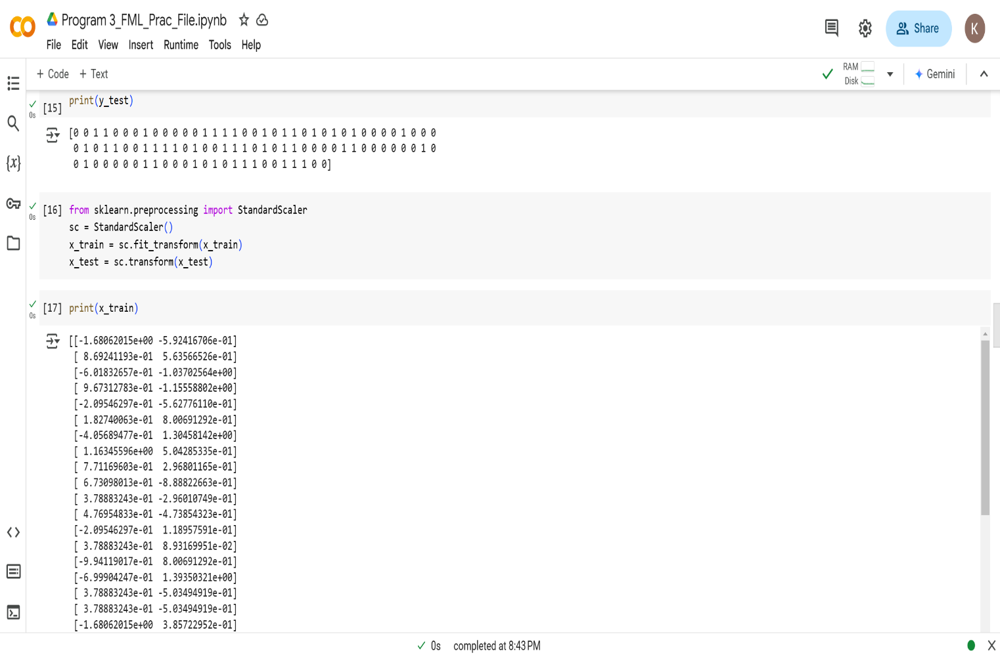 Program 3_FML_Prac_File.ipynb
File Edit View Insert Runtime Tools Help
Share
K
+ Code + Text
RAM
Disk
Gemini
[15] print(y_test)
0s
[0 0 1 1 0 0 0 1 0 0 0 0 0 1 1 1 1 0 0 1 0 1 1 0 1 0 1 0 1 0 0 0 0 1 0 0 0
0 1 0 1 1 0 0 1 1 1 1 0 1 0 0 1 1 1 0 1 0 1 1 0 0 0 0 1 1 0 0 0 0 0 0 1 0
0 1 0 0 0 0 0 1 1 0 0 0 1 0 1 0 1 1 1 0 0 1 1 1 0 0]
[16] from sklearn.preprocessing import StandardScaler
0s
sc = StandardScaler()
x_train = sc.fit_transform(x_train)
x_test = sc.transform(x_test)
[17] print(x_train)
0s
[[-1.68062015e+00 -5.92416706e-01]
[ 8.69241193e-01 5.63566526e-01]
[-6.01832657e-01 -1.03702564e+00]
[ 9.67312783e-01 -1.15558802e+00]
[-2.09546297e-01 -5.62776110e-01]
[ 1.82740063e-01 8.00691292e-01]
[-4.05689477e-01 1.30458142e+00]
[ 1.16345596e+00 5.04285335e-01]
[ 7.71169603e-01 2.96801165e-01]
[ 6.73098013e-01 -8.88822663e-01]
[ 3.78883243e-01 -2.96010749e-01]
[ 4.76954833e-01 -4.73854323e-01]
[-2.09546297e-01 1.18957591e-01]
[ 3.78883243e-01 8.93169951e-02]
[-9.94119017e-01 8.00691292e-01]
[-6.99904247e-01 1.39350321e+00]
[ 3.78883243e-01 -5.03494919e-01]
[ 3.78883243e-01 -5.03494919e-01]
[-1.68062015e+00 3.85722952e-01]
0s completed at 8:43 PM